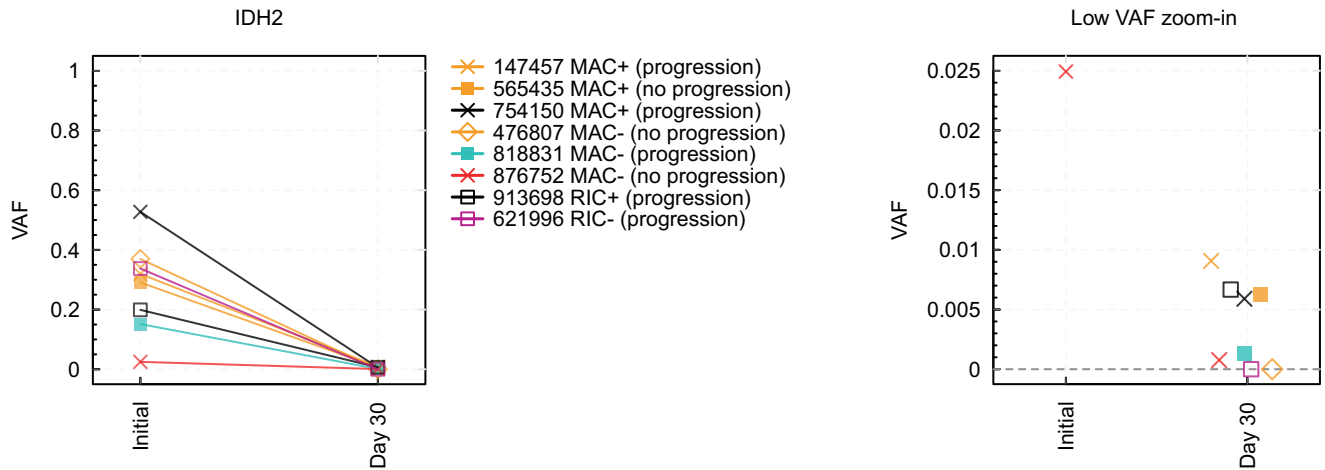 IDH2
1
0.8
0.6
0.4
0.2
0
VAF
Initial
Day 30
147457 MAC+ (progression)
565435 MAC+ (no progression)
754150 MAC+ (progression)
476807 MAC- (no progression)
818831 MAC- (progression)
876752 MAC- (no progression)
913698 RIC+ (progression)
621996 RIC- (progression)
Low VAF zoom-in
0.025
0.02
0.015
0.01
0.005
0
VAF
Initial
Day 30